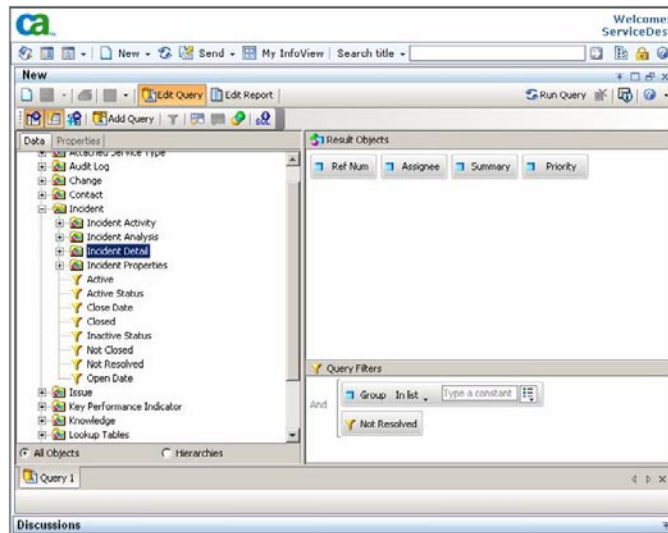 ca
Welcome:
ServiceDes
New Send My InfoView Search title
New
Edit Query Edit Report Run Query
Add Query SQL
Data Properties
Attached Service Type
Audit Log
Change
Contact
Incident
Incident Activity
Incident Analysis
Incident Detail
Incident Properties
Active
Active Status
Close Date
Closed
Inactive Status
Not Closed
Not Resolved
Open Date
Issue
Key Performance Indicator
Knowledge
Lookup Tables
All Objects Hierarchies
Result Objects
Ref Num Assignee Summary Priority
Query Filters
And
Group In list Type a constant
Not Resolved
Query 1
Discussions